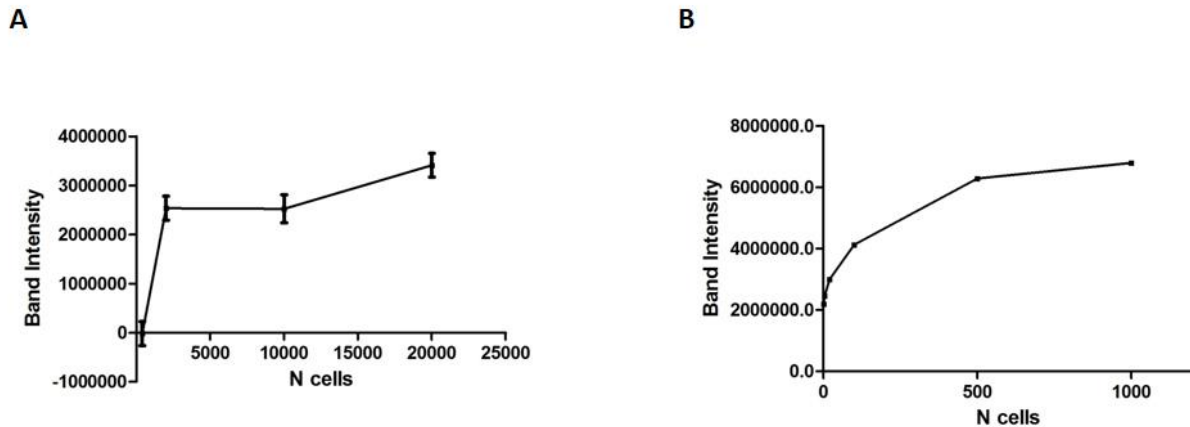 A
4000000
3000000
2000000
1000000
0
-1000000
Band Intensity
5000 10000 15000 20000 25000
N cells
B
8000000.0
6000000.0
4000000.0
2000000.0
0.0
Band Intensity
0 500 1000
N cells